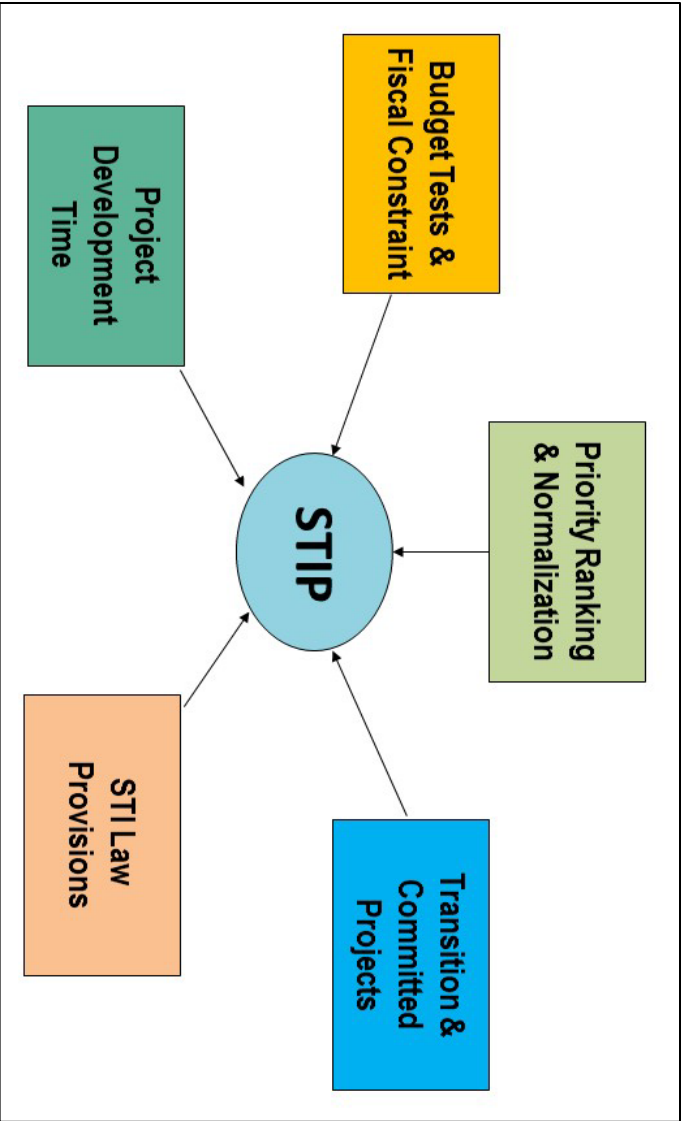 Priority Ranking
& Normalization
Budget Tests &
Fiscal Constraint
Transition &
Committed
Projects
STIP
Project
Development
Time
STI Law
Provisions